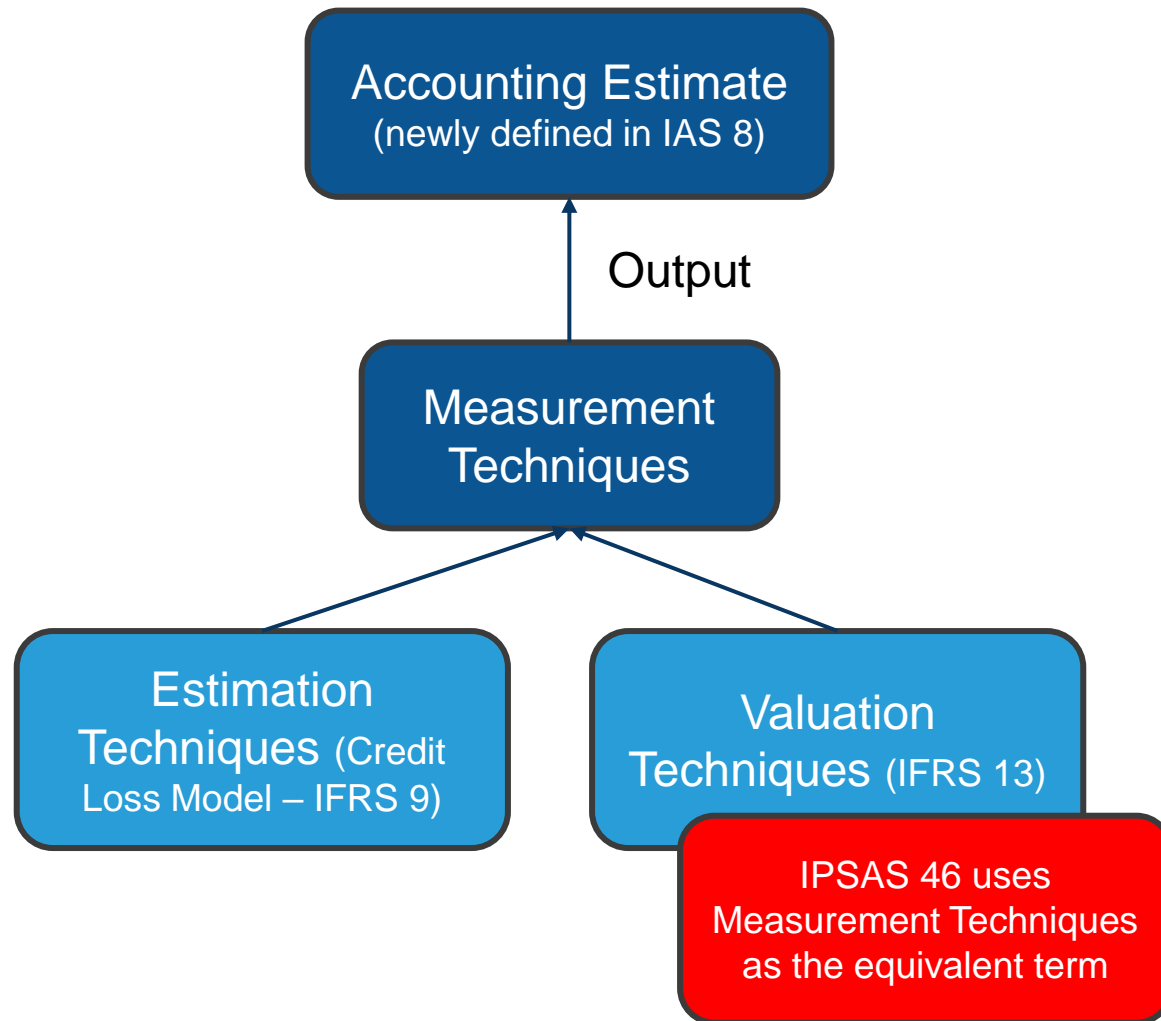 Accounting Estimate
(newly defined in IAS 8)
Output
Measurement
Techniques
Estimation
Techniques (Credit
Loss Model – IFRS 9)
Valuation
Techniques (IFRS 13)
IPSAS 46 uses
Measurement Techniques
as the equivalent term